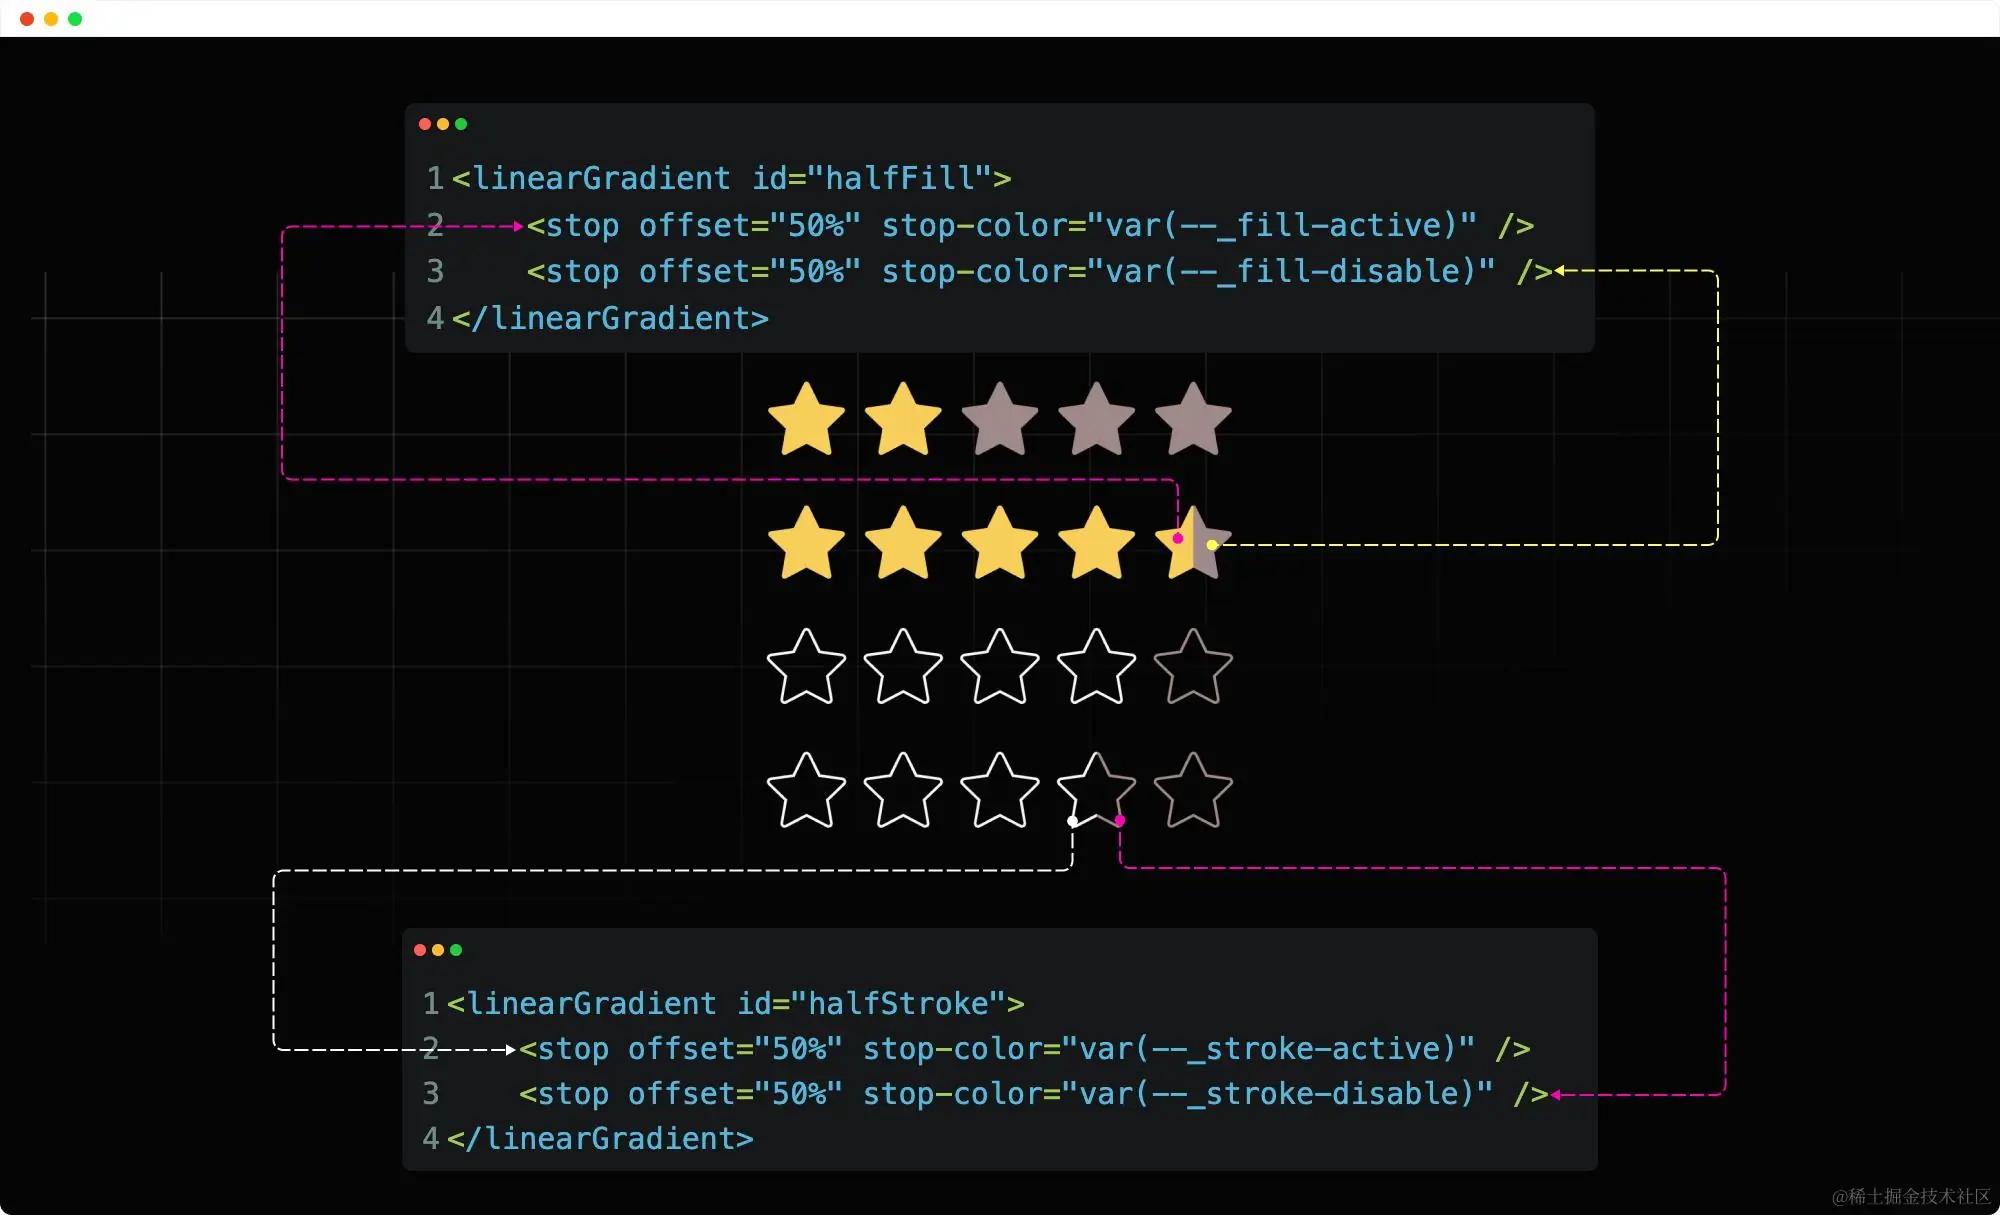 1 <linearGradient id="halfFill">
2 <stop offset="50%" stop-color="var(--_fill-active)" />
3 <stop offset="50%" stop-color="var(--_fill-disable)" />
4 </linearGradient>
1 <linearGradient id="halfStroke">
2 <stop offset="50%" stop-color="var(--_stroke-active)" />
3 <stop offset="50%" stop-color="var(--_stroke-disable)" />
4 </linearGradient>
@稀土掘金技术社区